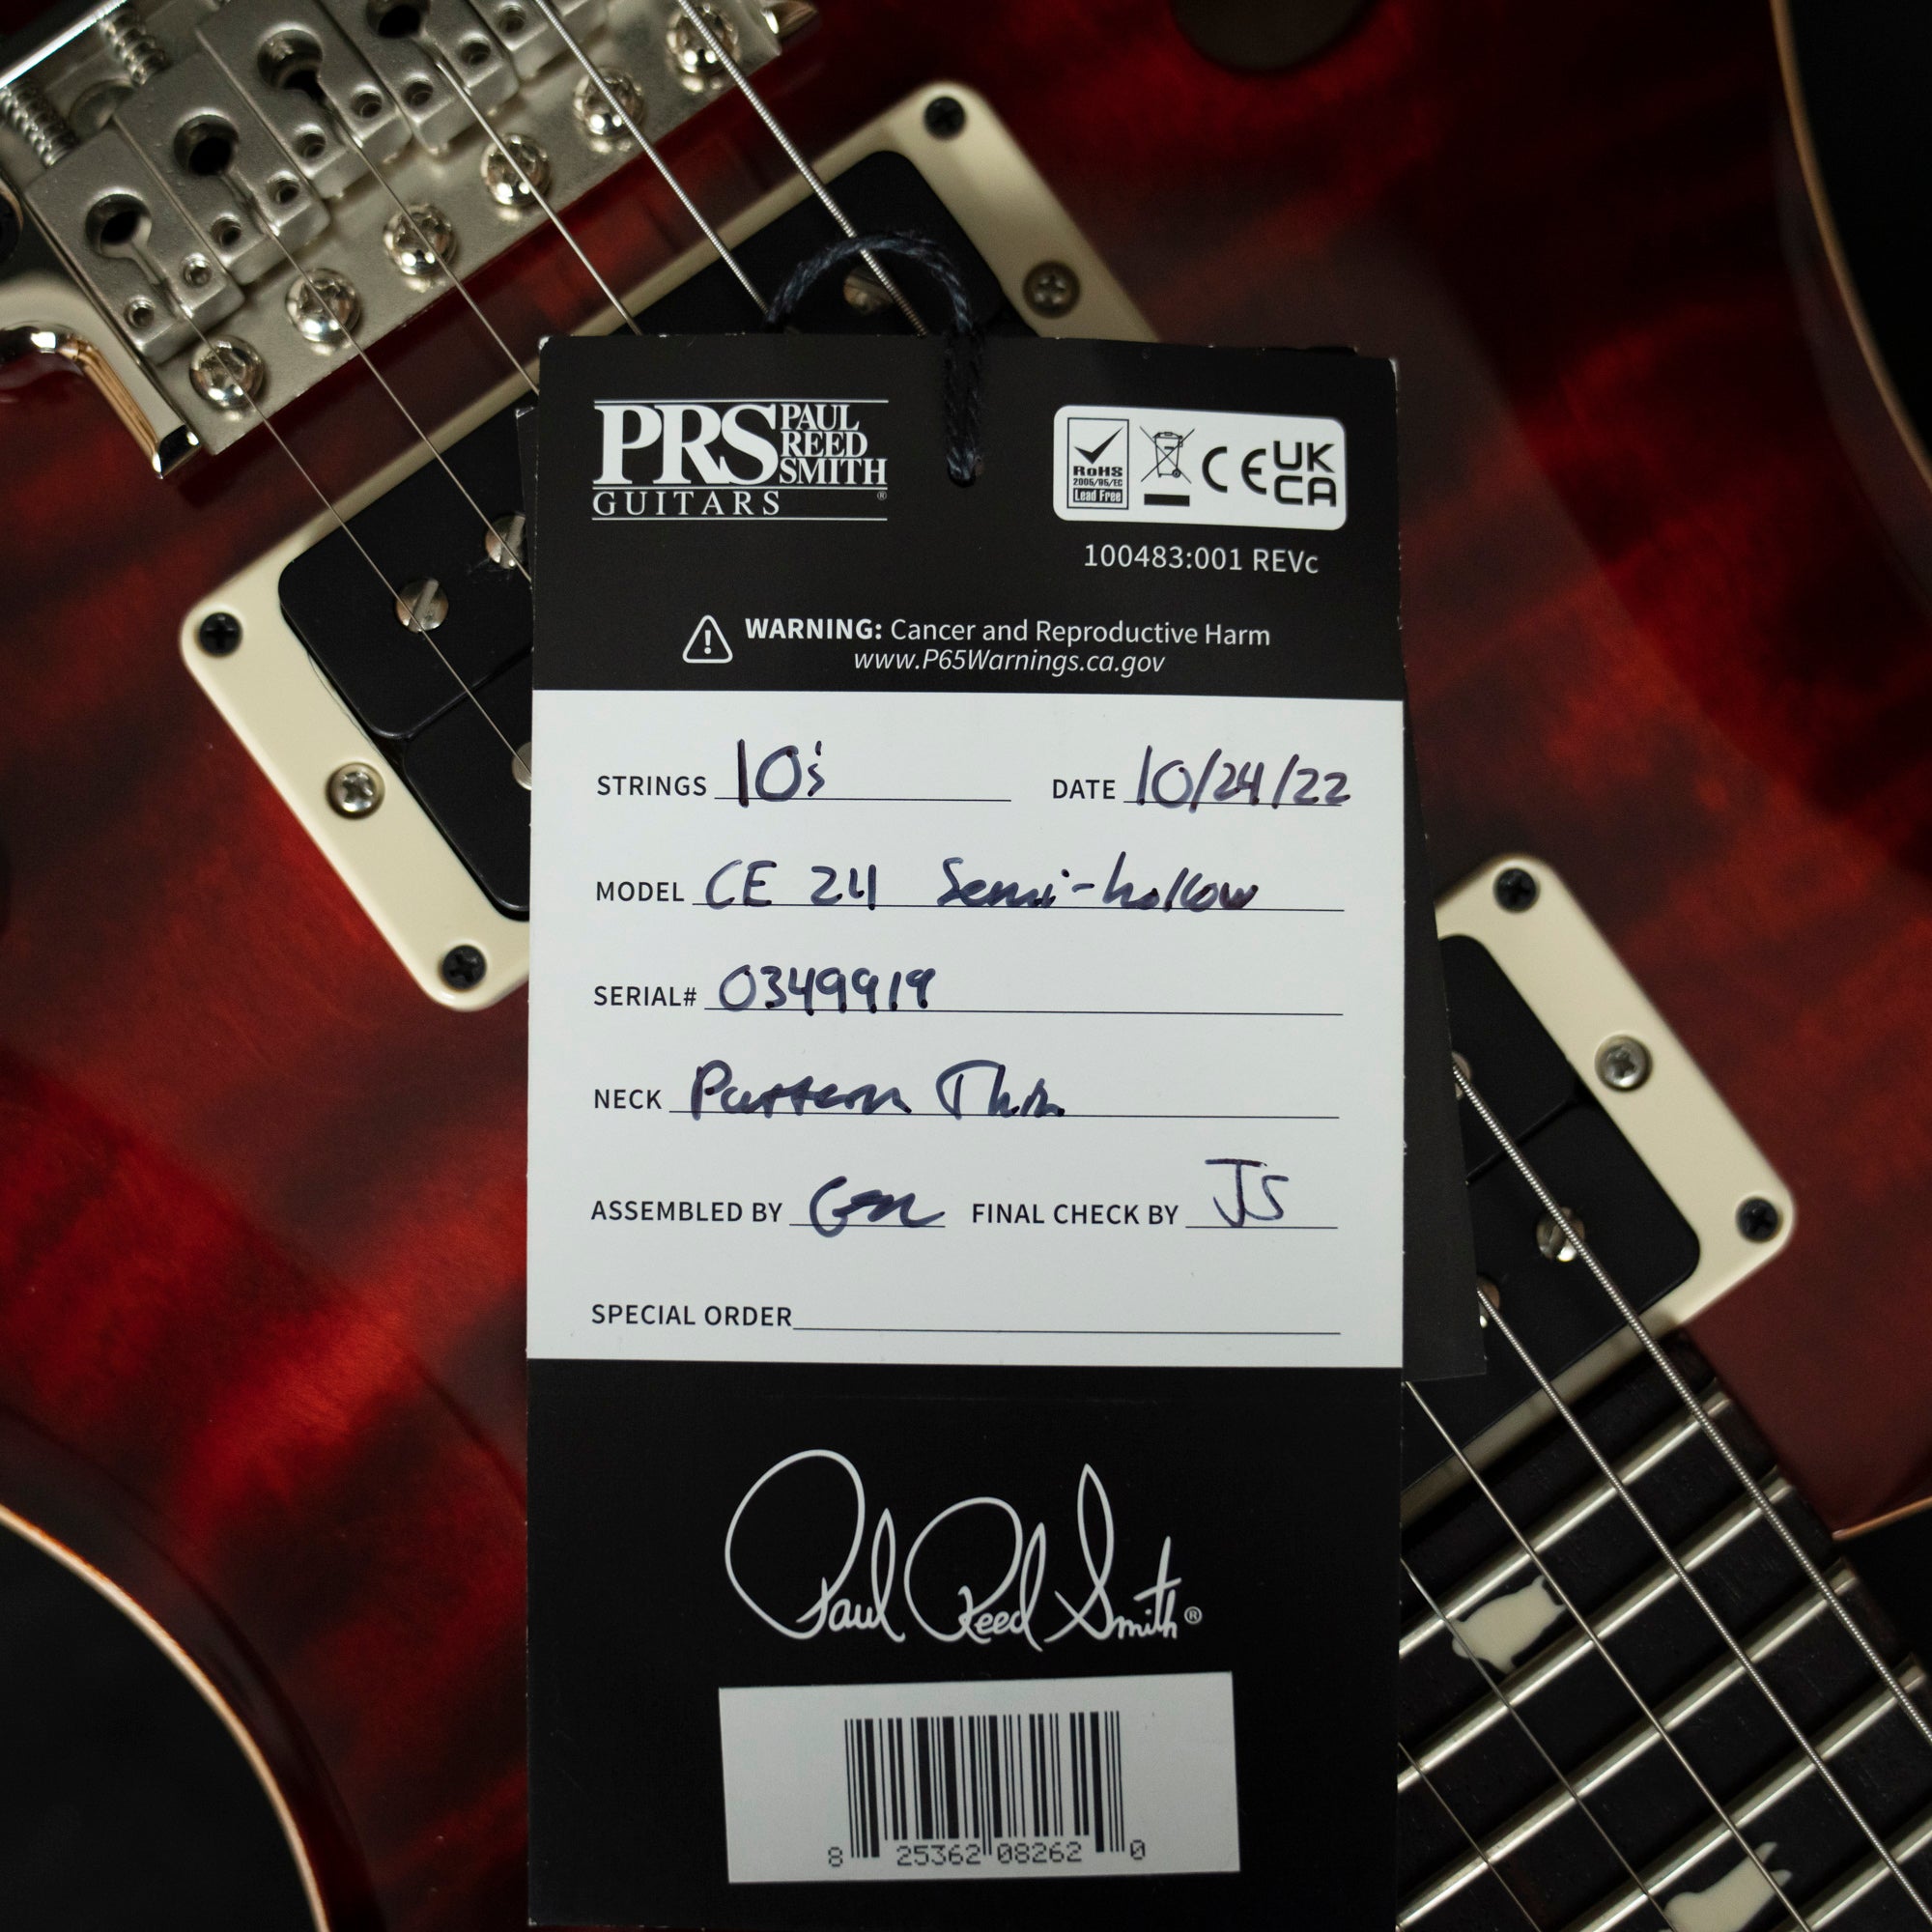 PRS PAUL REED SMITH
GUITARS ®
RoHS
2005/95/EC
Lead Free
CE UK CA
100483:001 REVc
WARNING: Cancer and Reproductive Harm
www.P65Warnings.ca.gov
STRINGS 10's DATE 10/24/22
MODEL CE 24 Semi-hollow
SERIAL# 0349919
NECK Pattern Thin
ASSEMBLED BY FINAL CHECK BY JS
SPECIAL ORDER
Paul Reed Smith ®
8 25362 08262 0